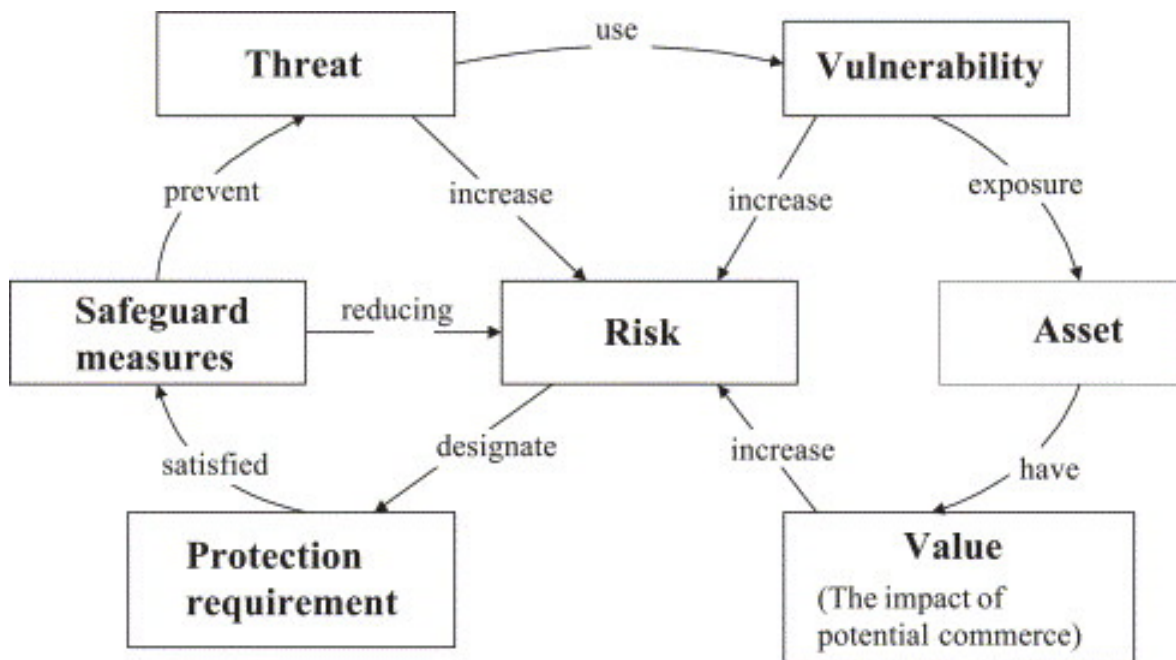 use
Threat
Vulnerability
prevent
increase
increase
exposure
Safeguard
measures
reducing
Risk
Asset
satisfied
designate
increase
have
Protection
requirement
Value
(The impact of
potential commerce)